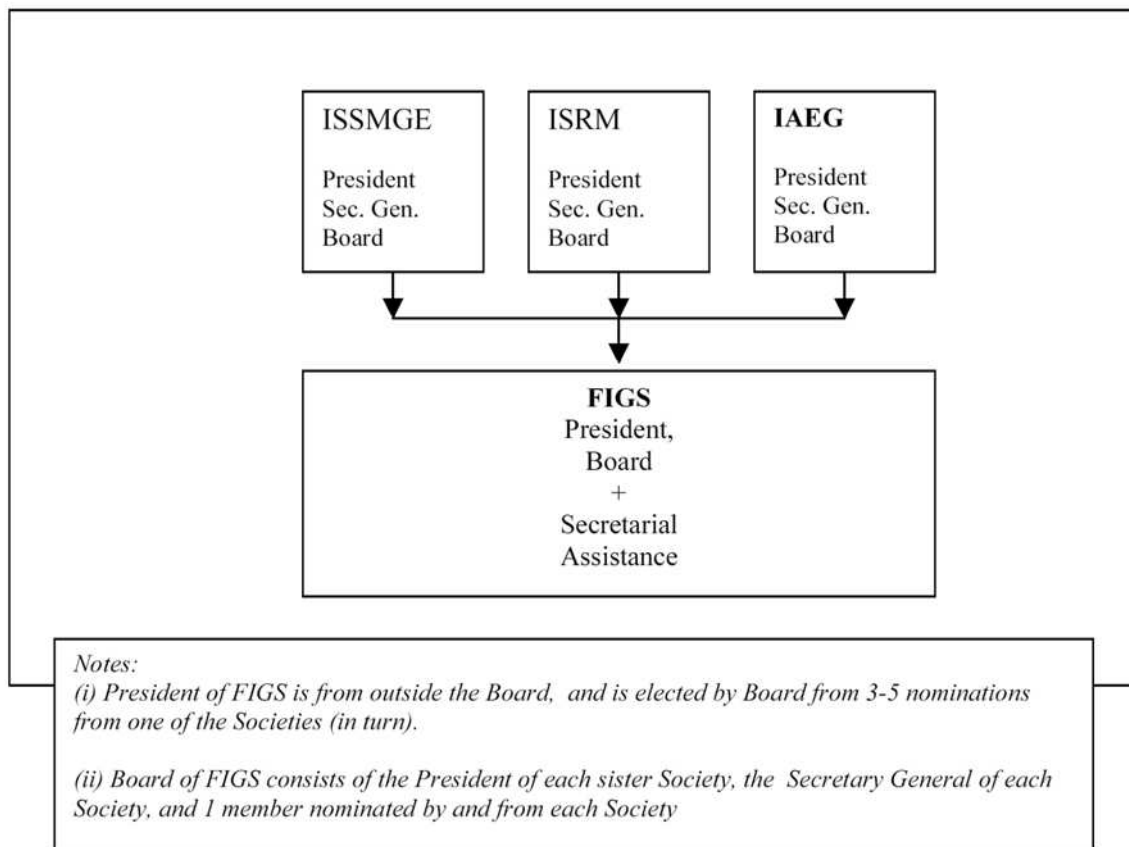 ISSMGE
President
Sec. Gen.
Board
ISRM
President
Sec. Gen.
Board
IAEG
President
Sec. Gen.
Board
FIGS
President,
Board
+
Secretarial
Assistance
Notes:
(i) President of FIGS is from outside the Board,  and is elected by Board from 3-5 nominations
from one of the Societies (in turn).
(ii) Board of FIGS consists of the President of each sister Society, the  Secretary General of each
Society, and 1 member nominated by and from each Society